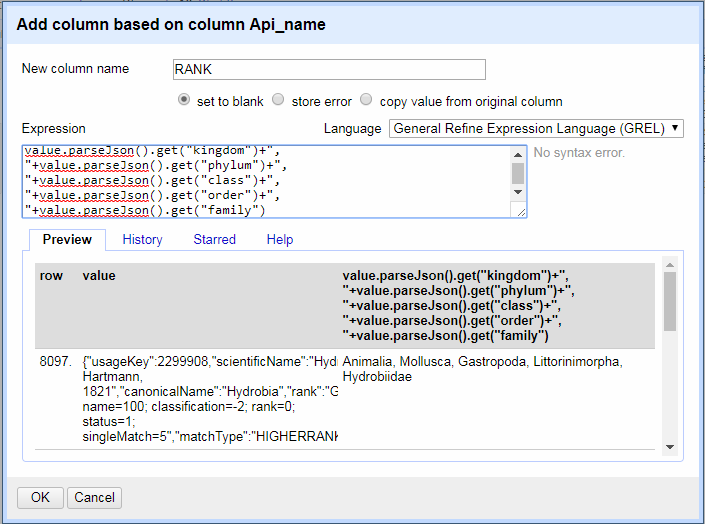 Add column based on column Api_name
New column name RANK
set to blank store error copy value from original column
Expression Language General Refine Expression Language (GREL)
value.parseJson().get("kingdom")+",
"+value.parseJson().get("phylum")+",
"+value.parseJson().get("class")+",
"+value.parseJson().get("order")+",
"+value.parseJson().get("family")
No syntax error.
Preview History Starred Help
row value value.parseJson().get("kingdom")+",
"+value.parseJson().get("phylum")+",
"+value.parseJson().get("class")+",
"+value.parseJson().get("order")+",
"+value.parseJson().get("family")
8097. {"usageKey":2299908,"scientificName":"Hyd Animalia, Mollusca, Gastropoda, Littorinimorpha,
Hartmann, Hydrobiidae
1821","canonicalName":"Hydrobia","rank":"G
name=100; classification=-2; rank=0;
status=1;
singleMatch=5","matchType":"HIGHERRANK
OK Cancel